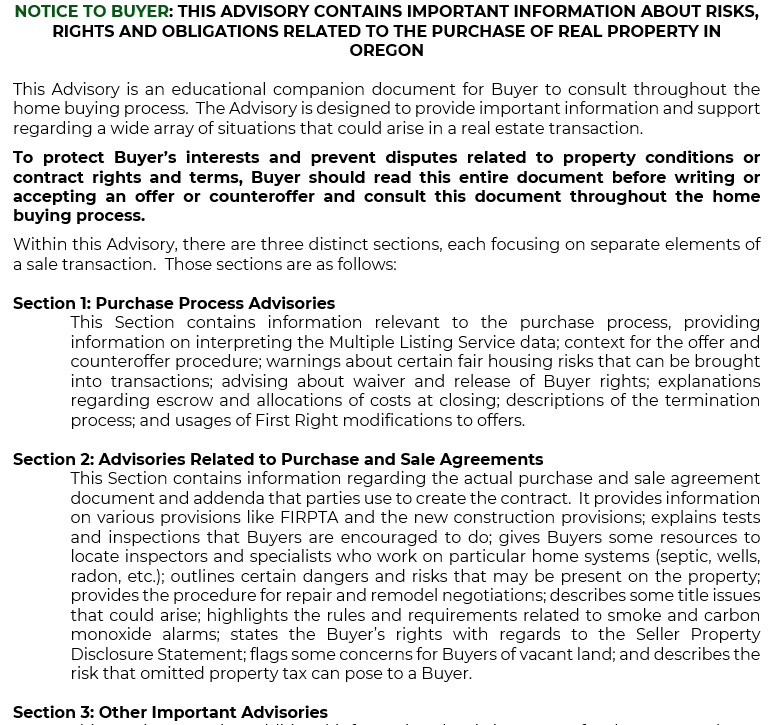 NOTICE TO BUYER: THIS ADVISORY CONTAINS IMPORTANT INFORMATION ABOUT RISKS,
RIGHTS AND OBLIGATIONS RELATED TO THE PURCHASE OF REAL PROPERTY IN
OREGON
This Advisory is an educational companion document for Buyer to consult throughout the
home buying process. The Advisory is designed to provide important information and support
regarding a wide array of situations that could arise in a real estate transaction.
To protect Buyer's interests and prevent disputes related to property conditions or
contract rights and terms, Buyer should read this entire document before writing or
accepting an offer or counteroffer and consult this document throughout the home
buying process.
Within this Advisory, there are three distinct sections, each focusing on separate elements of
a sale transaction. Those sections are as follows:
Section 1: Purchase Process Advisories
This Section contains information relevant to the purchase process, providing
information on interpreting the Multiple Listing Service data; context for the offer and
counteroffer procedure; warnings about certain fair housing risks that can be brought
into transactions; advising about waiver and release of Buyer rights; explanations
regarding escrow and allocations of costs at closing; descriptions of the termination
process; and usages of First Right modifications to offers.
Section 2: Advisories Related to Purchase and Sale Agreements
This Section contains information regarding the actual purchase and sale agreement
document and addenda that parties use to create the contract. It provides information
on various provisions like FIRPTA and the new construction provisions; explains tests
and inspections that Buyers are encouraged to do; gives Buyers some resources to
locate inspectors and specialists who work on particular home systems (septic, wells,
radon, etc.); outlines certain dangers and risks that may be present on the property;
provides the procedure for repair and remodel negotiations; describes some title issues
that could arise; highlights the rules and requirements related to smoke and carbon
monoxide alarms; states the Buyer's rights with regards to the Seller Property
Disclosure Statement; flags some concerns for Buyers of vacant land; and describes the
risk that omitted property tax can pose to a Buyer.
Section 3: Other Important Advisories